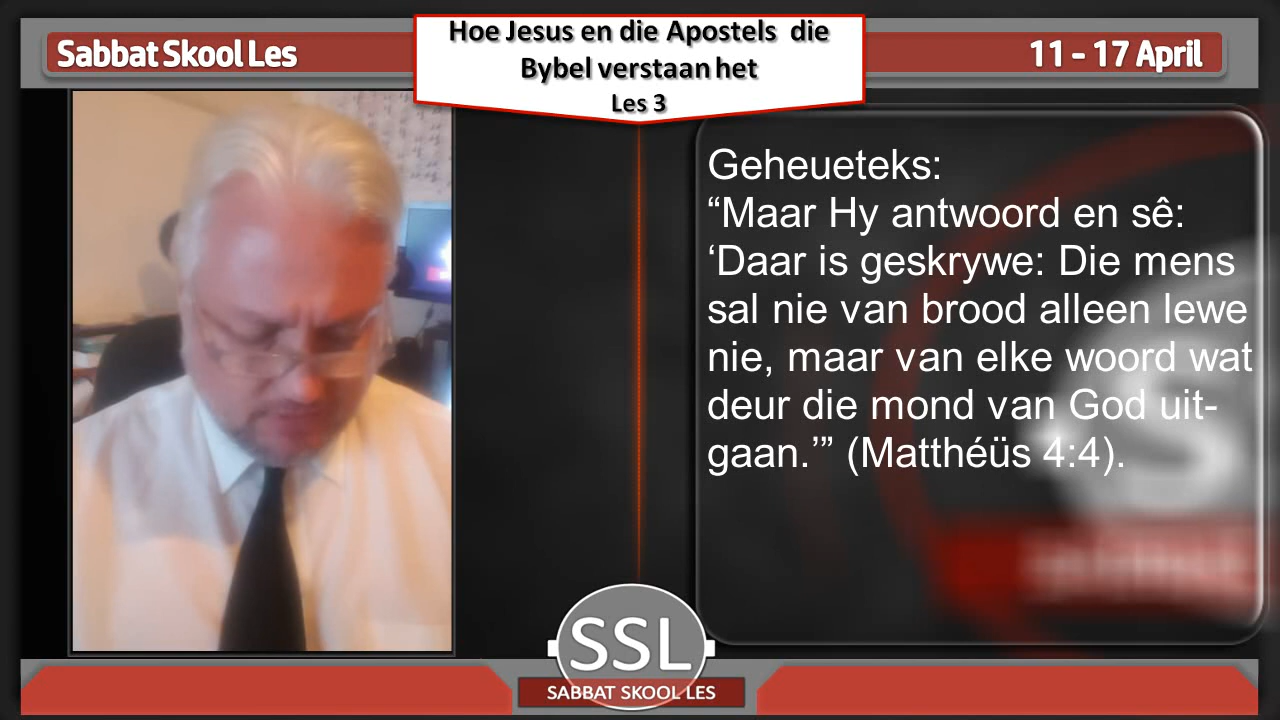 Sabbat Skool Les
Hoe Jesus en die Apostels die
Bybel verstaan het
Les 3
11 - 17 April
Geheueteks:
“Maar Hy antwoord en sê:
‘Daar is geskrywe: Die mens
sal nie van brood alleen lewe
nie, maar van elke woord wat
deur die mond van God uit-
gaan.’” (Matthéüs 4:4).
SSL
SABBAT SKOOL LES